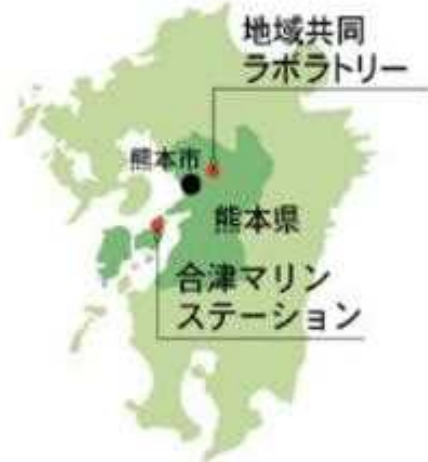 地域共同
ラボラトリー
熊本市
熊本県
合津マリン
ステーション